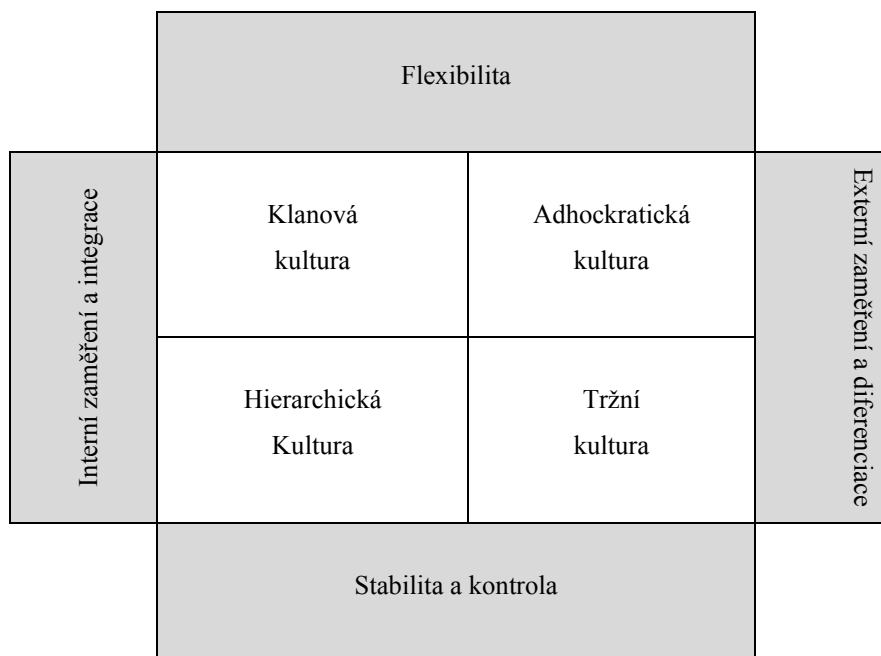 Flexibilita
Interní zaměření a integrace
Klanová
kultura
Adhockratická
kultura
Externí zaměření a diferenciace
Hierarchická
Kultura
Tržní
kultura
Stabilita a kontrola